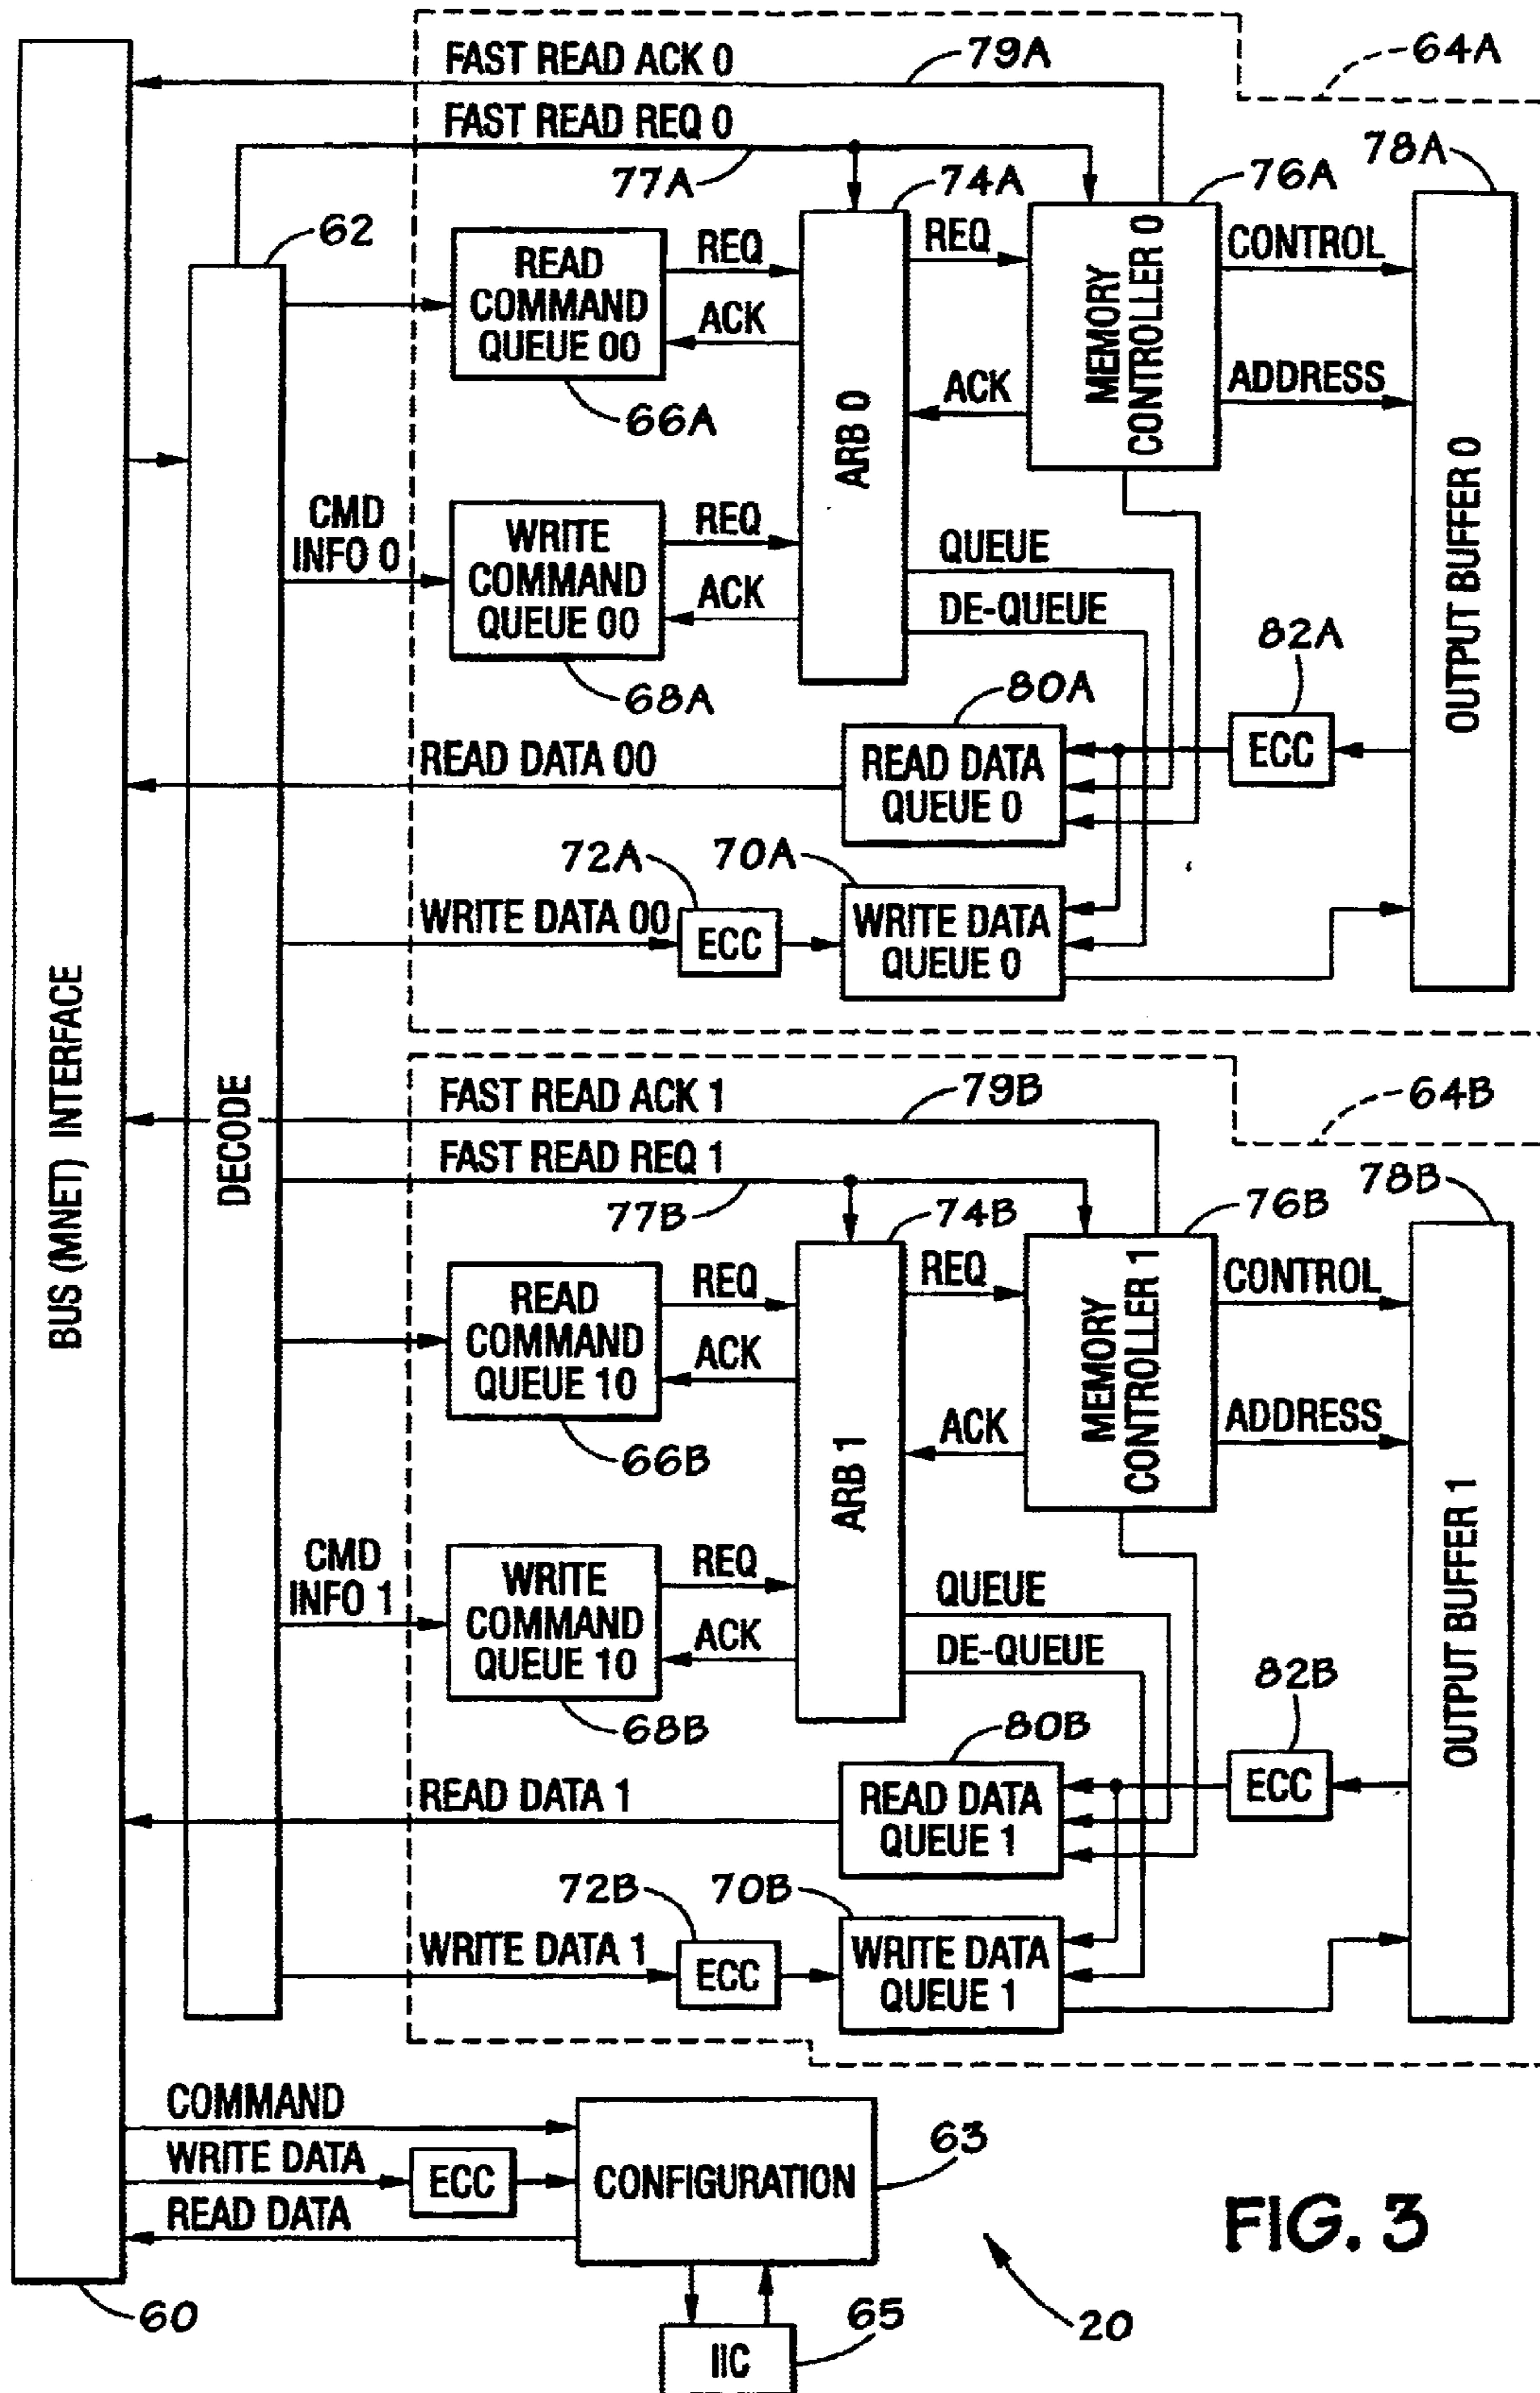 FAST READ ACK 0
79A
64A
FAST READ REQ 0
77A
74A
76A
78A
62
READ
COMMAND
QUEUE 00
REQ
ACK
REQ
ACK
MEMORY
CONTROLLER 0
CONTROL
ADDRESS
66A
ARB 0
OUTPUT BUFFER 0
CMD
INFO 0
WRITE
COMMAND
QUEUE 00
REQ
ACK
QUEUE
DE-QUEUE
68A
80A
82A
READ DATA 00
READ DATA
QUEUE 0
ECC
72A
70A
WRITE DATA 00
ECC
WRITE DATA
QUEUE 0
BUS (MNET) INTERFACE
DECODE
FAST READ ACK 1
79B
64B
FAST READ REQ 1
77B
74B
76B
78B
READ
COMMAND
QUEUE 10
REQ
ACK
REQ
ACK
MEMORY
CONTROLLER 1
CONTROL
ADDRESS
66B
ARB 1
OUTPUT BUFFER 1
CMD
INFO 1
WRITE
COMMAND
QUEUE 10
REQ
ACK
QUEUE
DE-QUEUE
68B
80B
82B
READ DATA 1
READ DATA
QUEUE 1
ECC
72B
70B
WRITE DATA 1
ECC
WRITE DATA
QUEUE 1
COMMAND
WRITE DATA
ECC
READ DATA
CONFIGURATION
63
FIG. 3
60
IIC
65
20